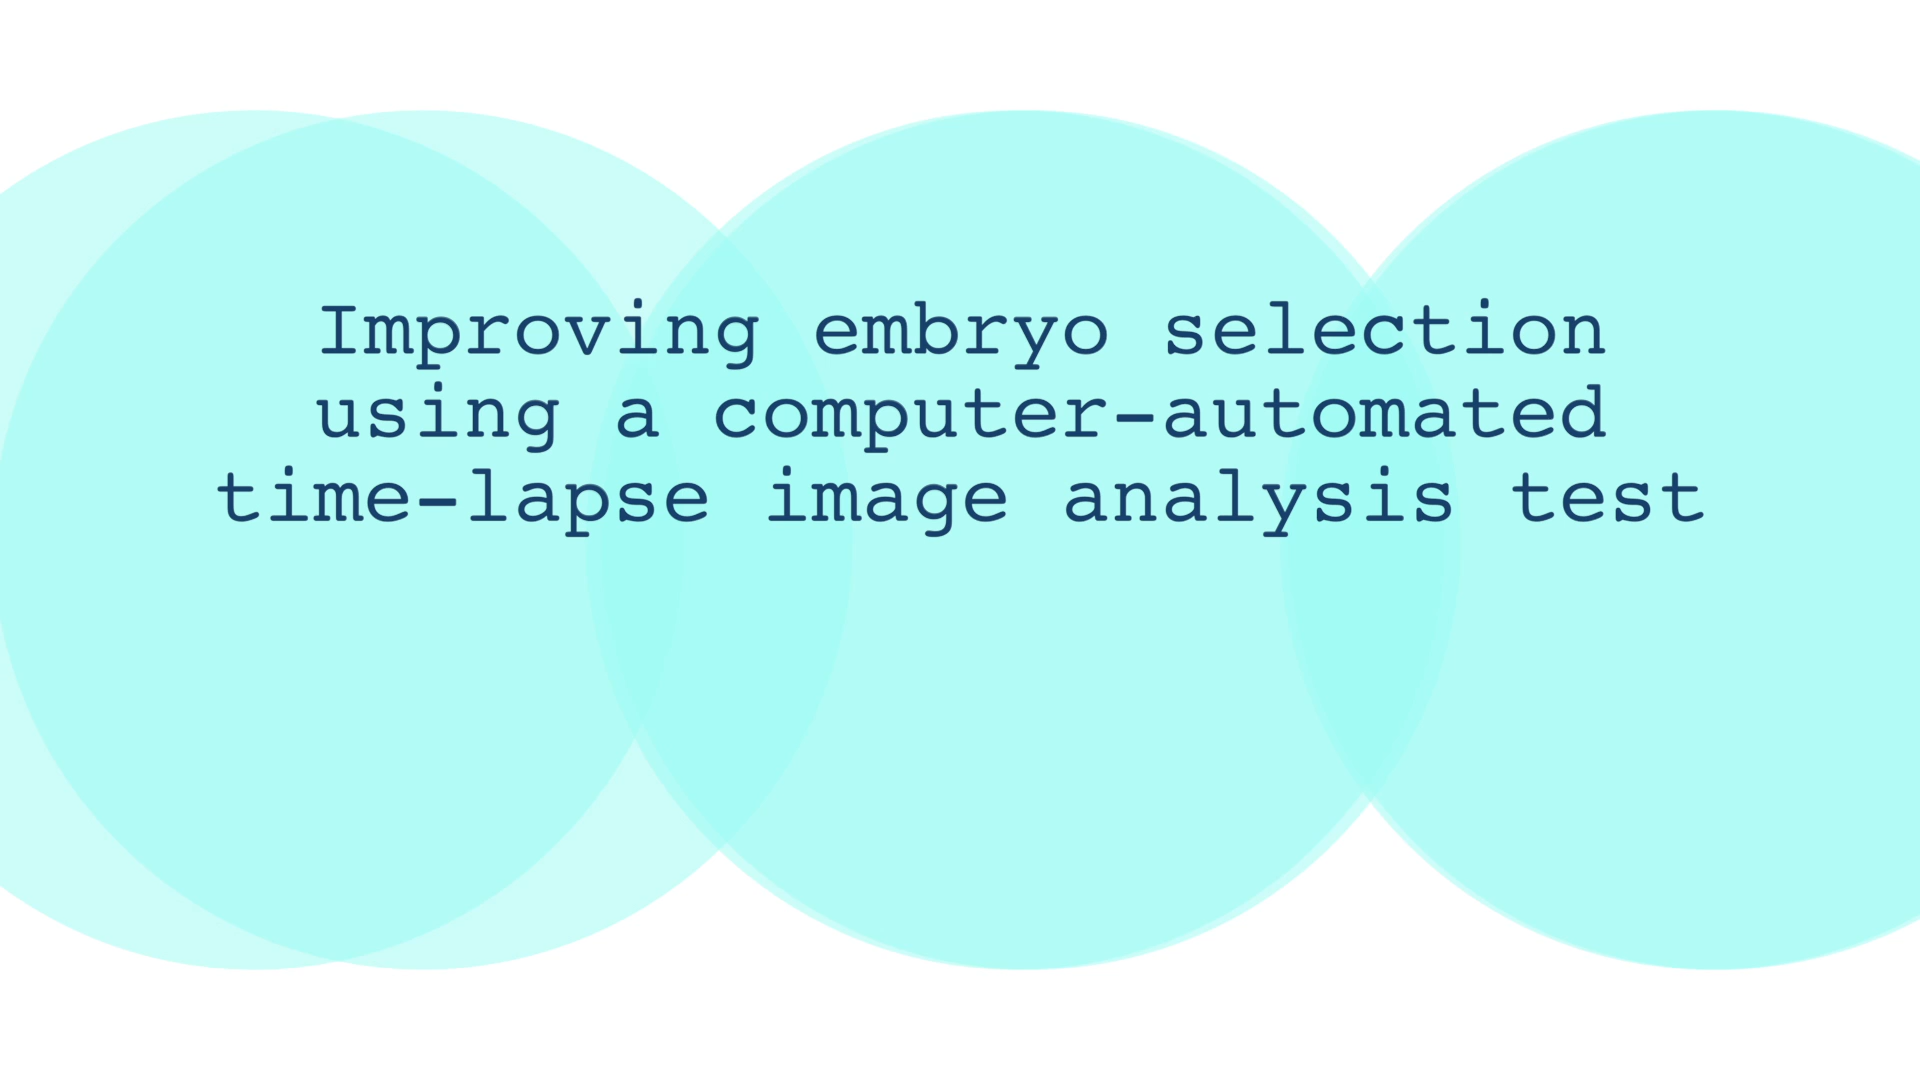 Improving embryo selection
using a computer-automated
time-lapse image analysis test